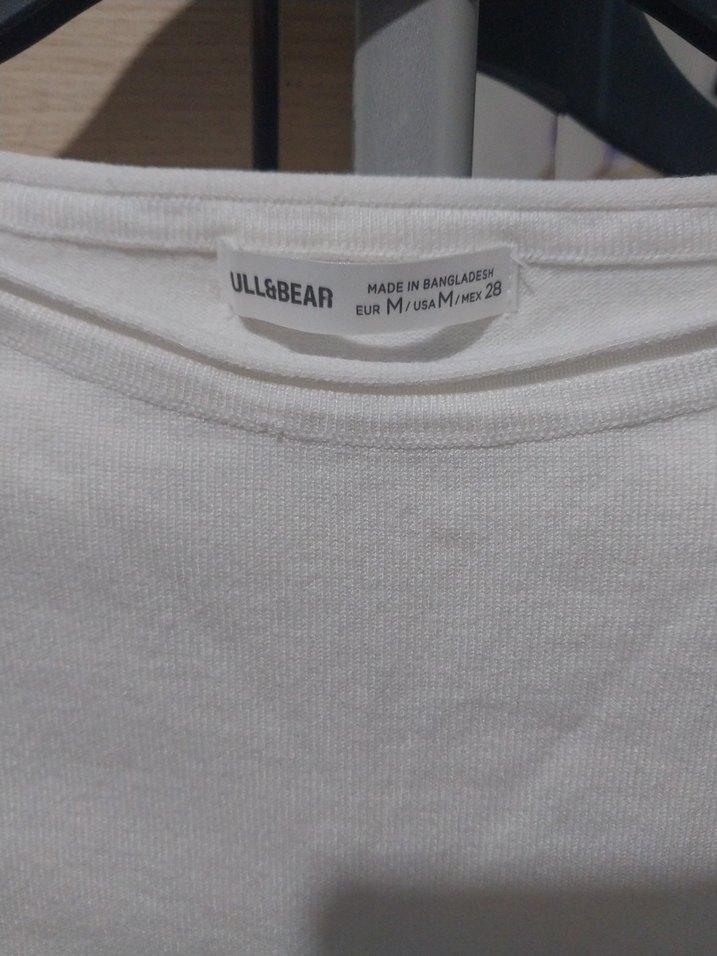 ULL&BEAR
MADE IN BANGLADESH
EUR M / USA M / MEX 28